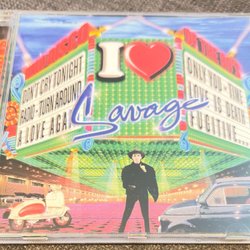 I
DON'T CRY TONIGHT
RADIO - TURN AROUND
A LOVE AGAIN
ONLY YOU -
LOVE IS DEATH
FUGITIVE...
Savage